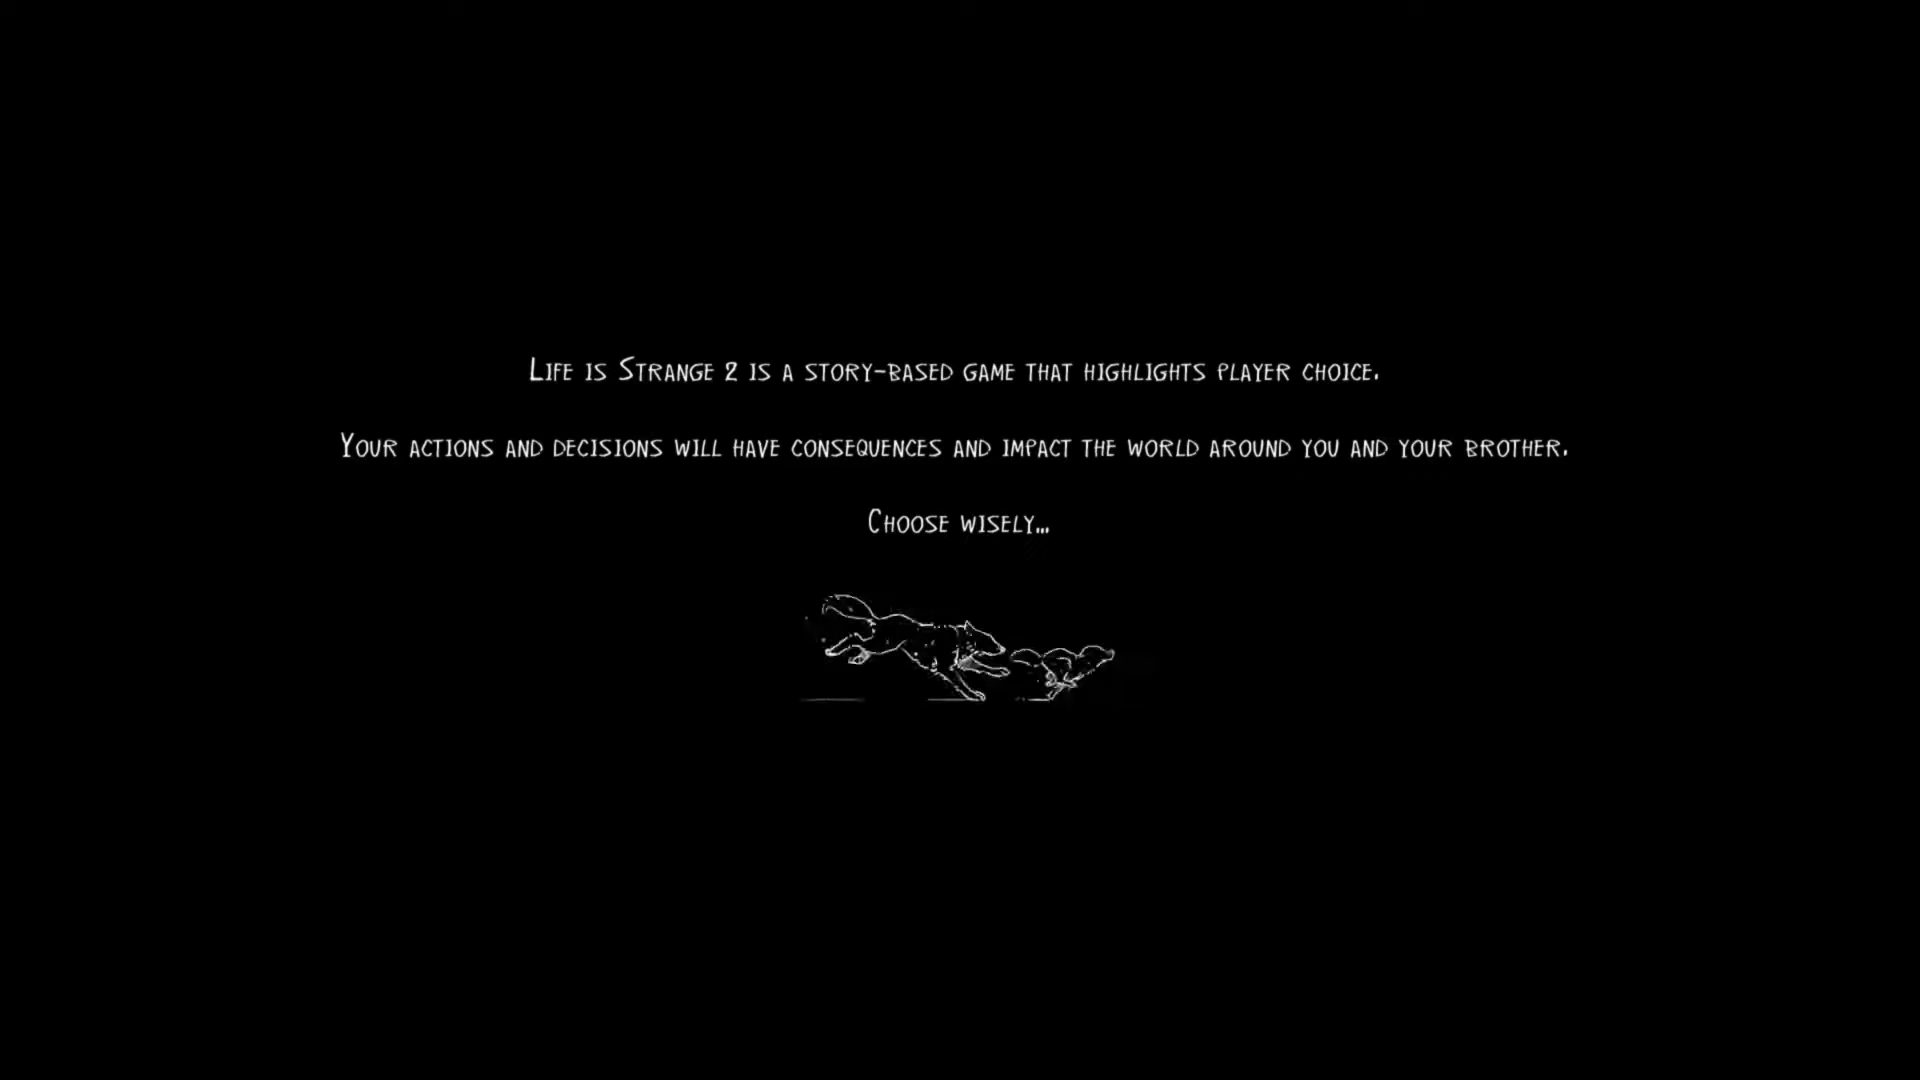 Life is Strange 2 is a story-based game that highlights player choice.
Your actions and decisions will have consequences and impact the world around you and your brother.
Choose wisely...